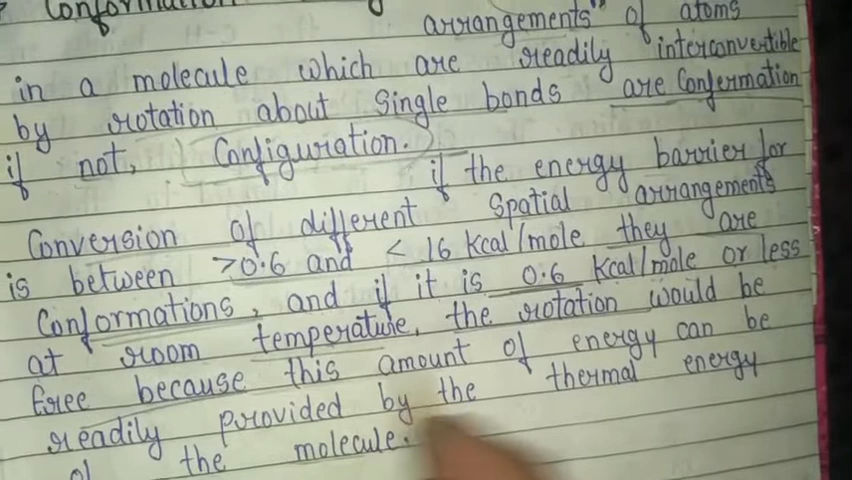 arrangements" of atoms
in a molecule which are readily interconvertible
by rotation about single bonds are Confermation
if not, Configuration.
if the energy barrier for
Conversion of different spatial arrangements
is between >0.6 and < 16 Kcal/mole they are
Conformations, and if it is 0.6 Kcal/mole or less
at room temperature, the rotation would be
free because this amount of energy can be
readily provided by the thermal energy
of the molecule.